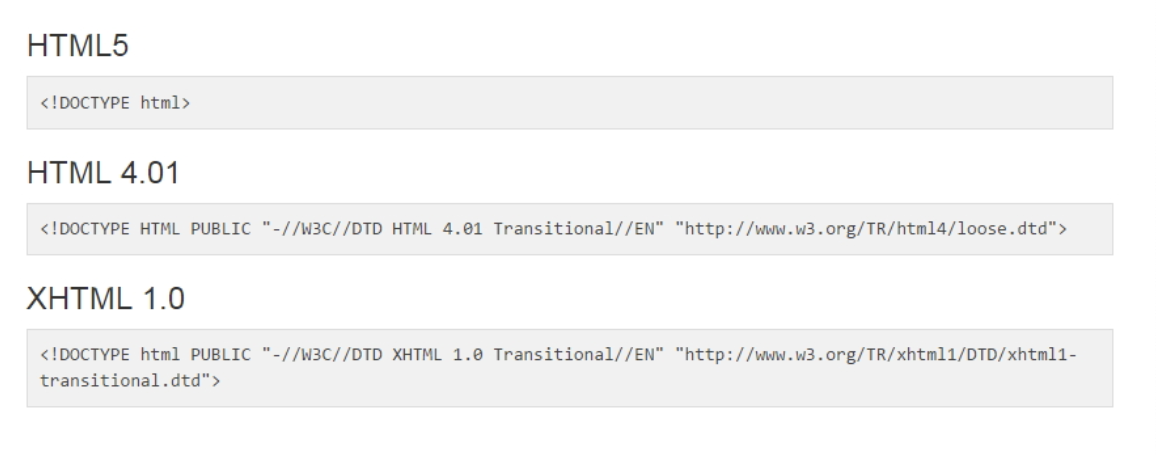 HTML5
<!DOCTYPE html>
HTML 4.01
<!DOCTYPE HTML PUBLIC "-//W3C//DTD HTML 4.01 Transitional//EN" "http://www.w3.org/TR/html4/loose.dtd">
XHTML 1.0
<!DOCTYPE html PUBLIC "-//W3C//DTD XHTML 1.0 Transitional//EN" "http://www.w3.org/TR/xhtml1/DTD/xhtml1-
transitional.dtd">